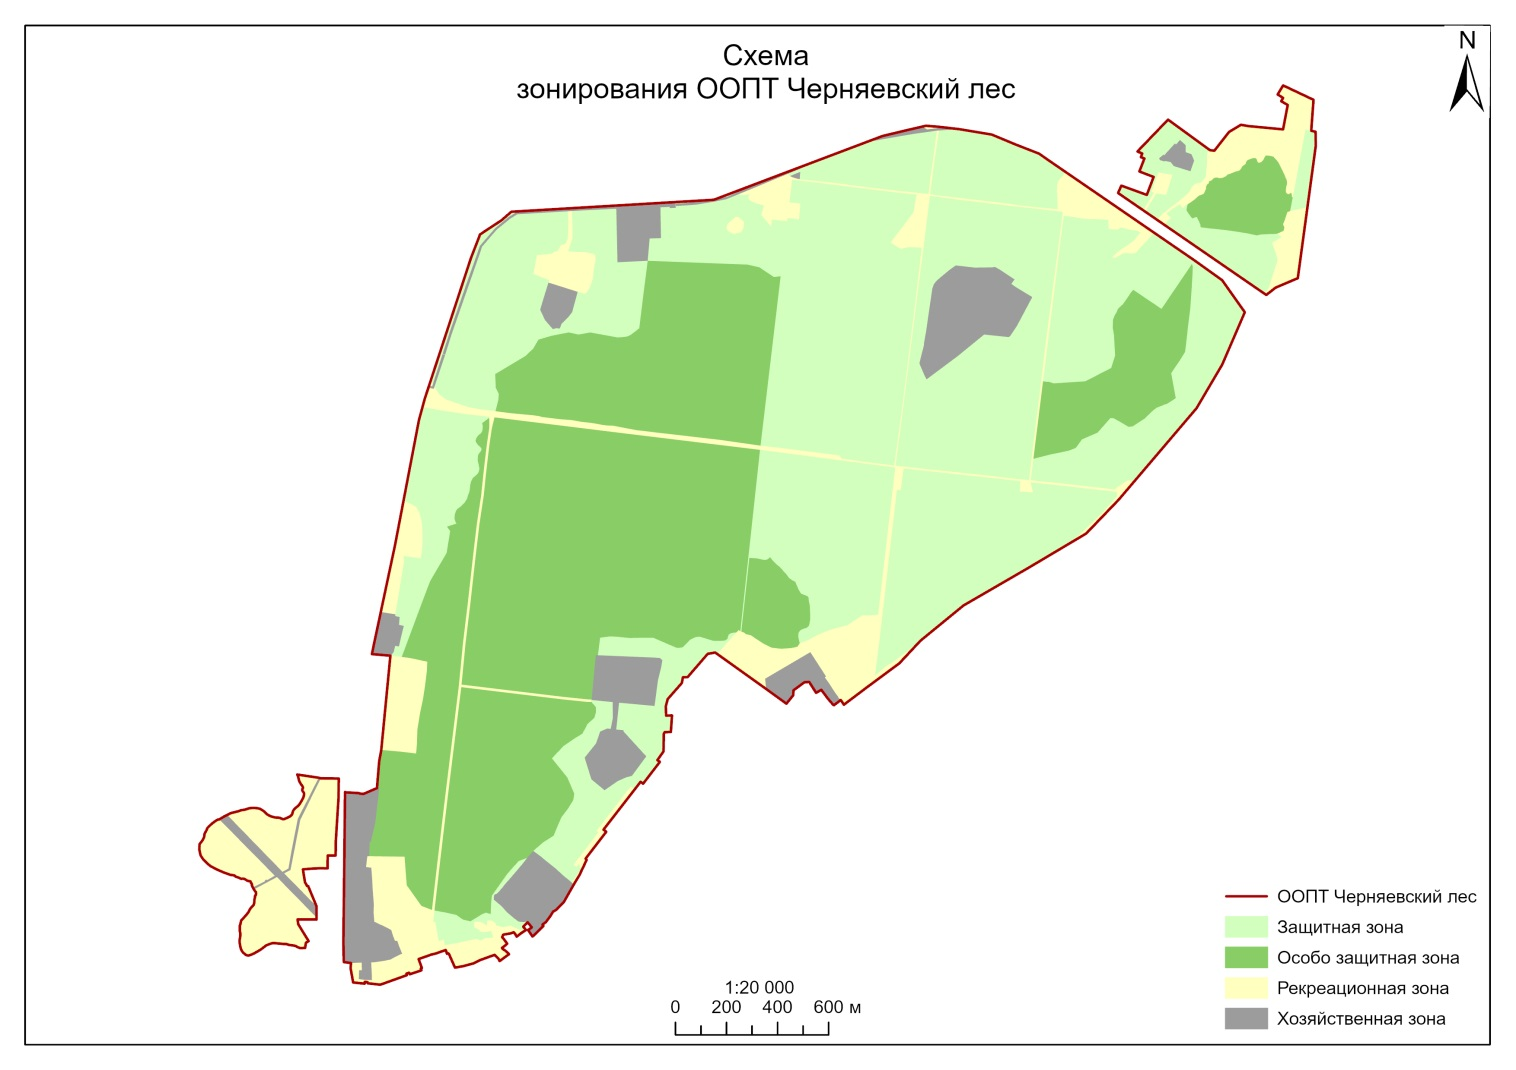 Схема
зонирования ООПТ Черняевский лес
N
ООПТ Черняевский лес
Защитная зона
Особо защитная зона
Рекреационная зона
Хозяйственная зона
1:20 000
0 200 400 600 м